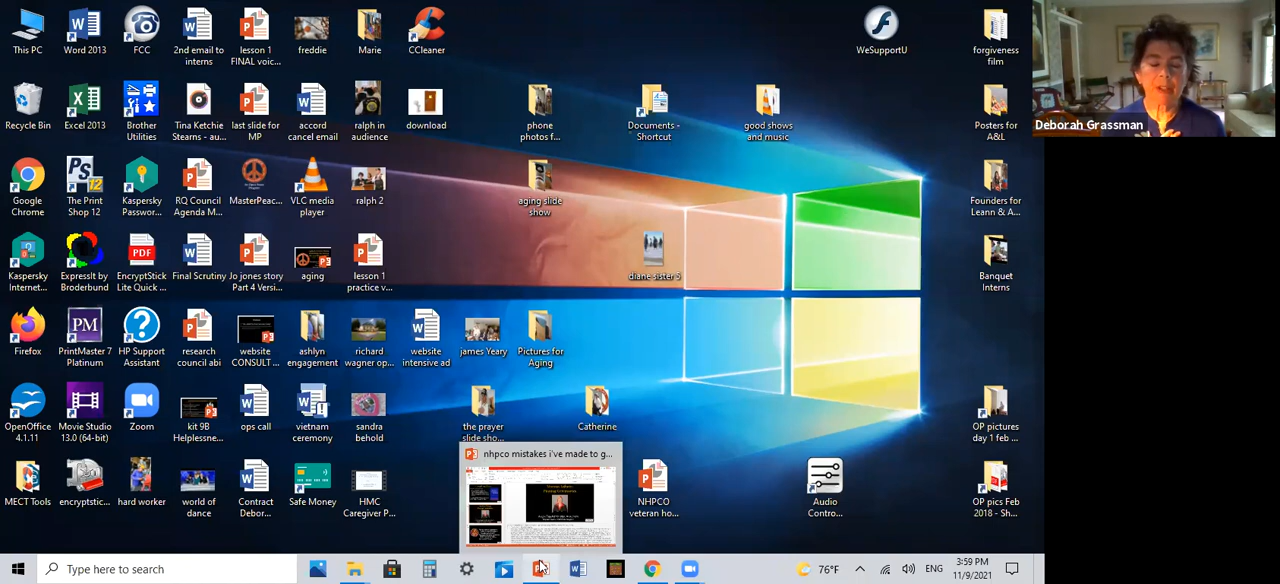 This PC
Word 2013
FCC
2nd email to
interns
lesson 1
FINAL voic...
freddie
Marie
CCleaner
WeSupportU
forgiveness
film
Deborah Grassman
Recycle Bin
Excel 2013
Brother
Utilities
Tina Ketchie
Stearns - au...
last slide for
MP
accord
cancel email
ralph in
audience
download
phone
photos f...
Documents -
Shortcut
good shows
and music
Posters for
A&L
Google
Chrome
The Print
Shop 12
Kaspersky
Passwor...
RQ Council
Agenda M...
MasterPeac...
VLC media
player
ralph 2
aging slide
show
Founders for
Leann & A...
Kaspersky
Internet...
ExpressIt by
Broderbund
EncryptStick
Lite Quick ...
Final Scrutiny
Jo jones story
Part 4 Versi...
aging
lesson 1
practice v...
diane sister 5
Banquet
Interns
Firefox
PrintMaster 7
Platinum
HP Support
Assistant
research
council abi
website
CONSULT ...
ashlyn
engagement
richard
wagner op...
website
intensive ad
james Yeary
Pictures for
Aging
OpenOffice
4.1.11
Movie Studio
13.0 (64-bit)
Zoom
kit 9B
Helplessne...
ops call
vietnam
ceremony
sandra
behold
the prayer
slide sho...
Catherine
OP pictures
day 1 feb ...
MECT Tools
encryptstic...
hard worker
world of
dance
Contract
Debor...
Safe Money
HMC
Caregiver P...
nhpco mistakes i've made to g...
NHPCO
veteran ho...
Audio
Contro...
OP pics Feb
2018 - Sh...
Type here to search
76°F
ENG
3:59 PM
11/9/2021